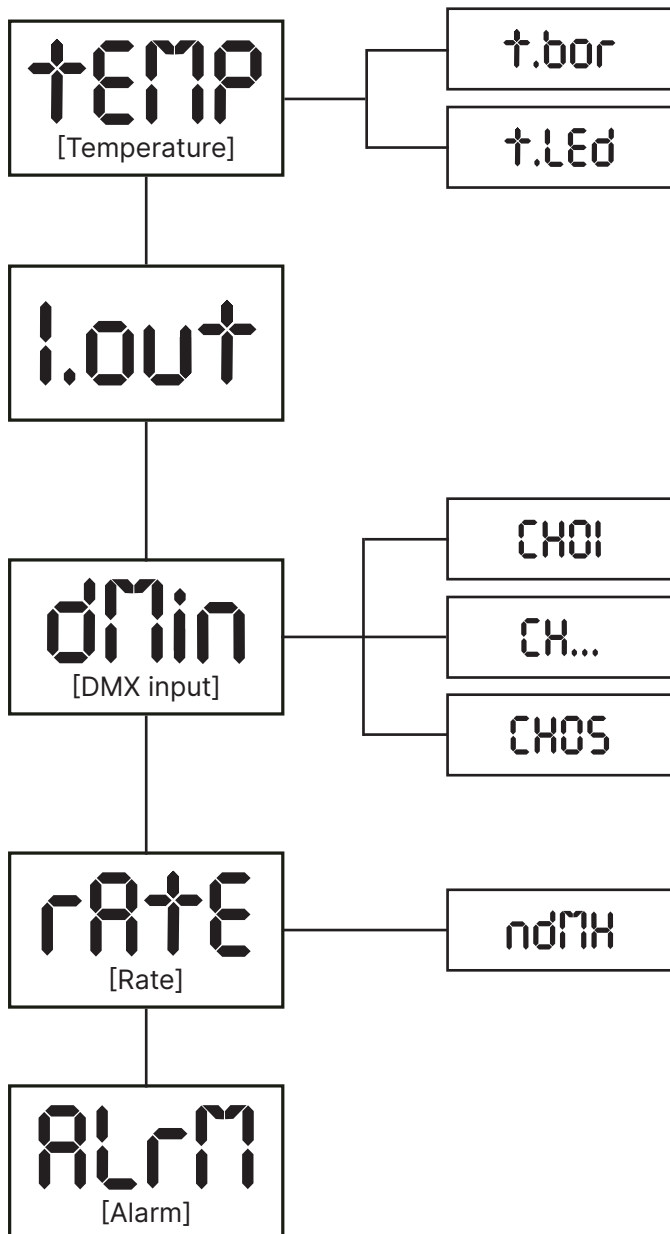 tEMP
[Temperature]
t.bor
t.LEd
I.out
dMin
[DMX input]
CH01
CH...
CH05
rAtE
[Rate]
ndMX
ALrM
[Alarm]